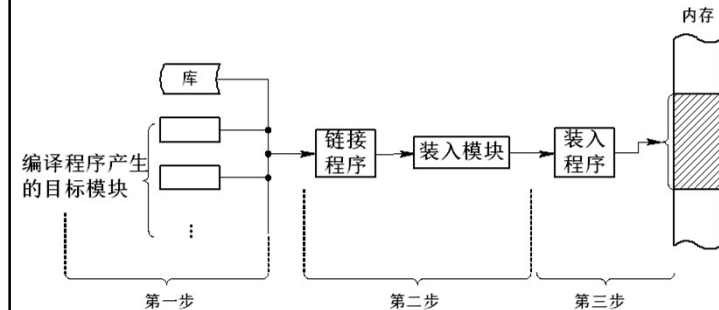 内存
库
编译程序产生
的目标模块
链接
程序
装入模块
装入
程序
第一步
第二步
第三步